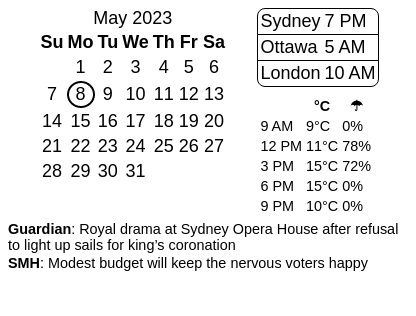 May 2023
Su Mo Tu We Th Fr Sa
1 2 3 4 5 6
7 8 9 10 11 12 13
14 15 16 17 18 19 20
21 22 23 24 25 26 27
28 29 30 31
Sydney 7 PM
Ottawa 5 AM
London 10 AM
°C ☂
9 AM 9°C 0%
12 PM 11°C 78%
3 PM 15°C 72%
6 PM 15°C 0%
9 PM 10°C 0%
Guardian: Royal drama at Sydney Opera House after refusal
to light up sails for king’s coronation
SMH: Modest budget will keep the nervous voters happy